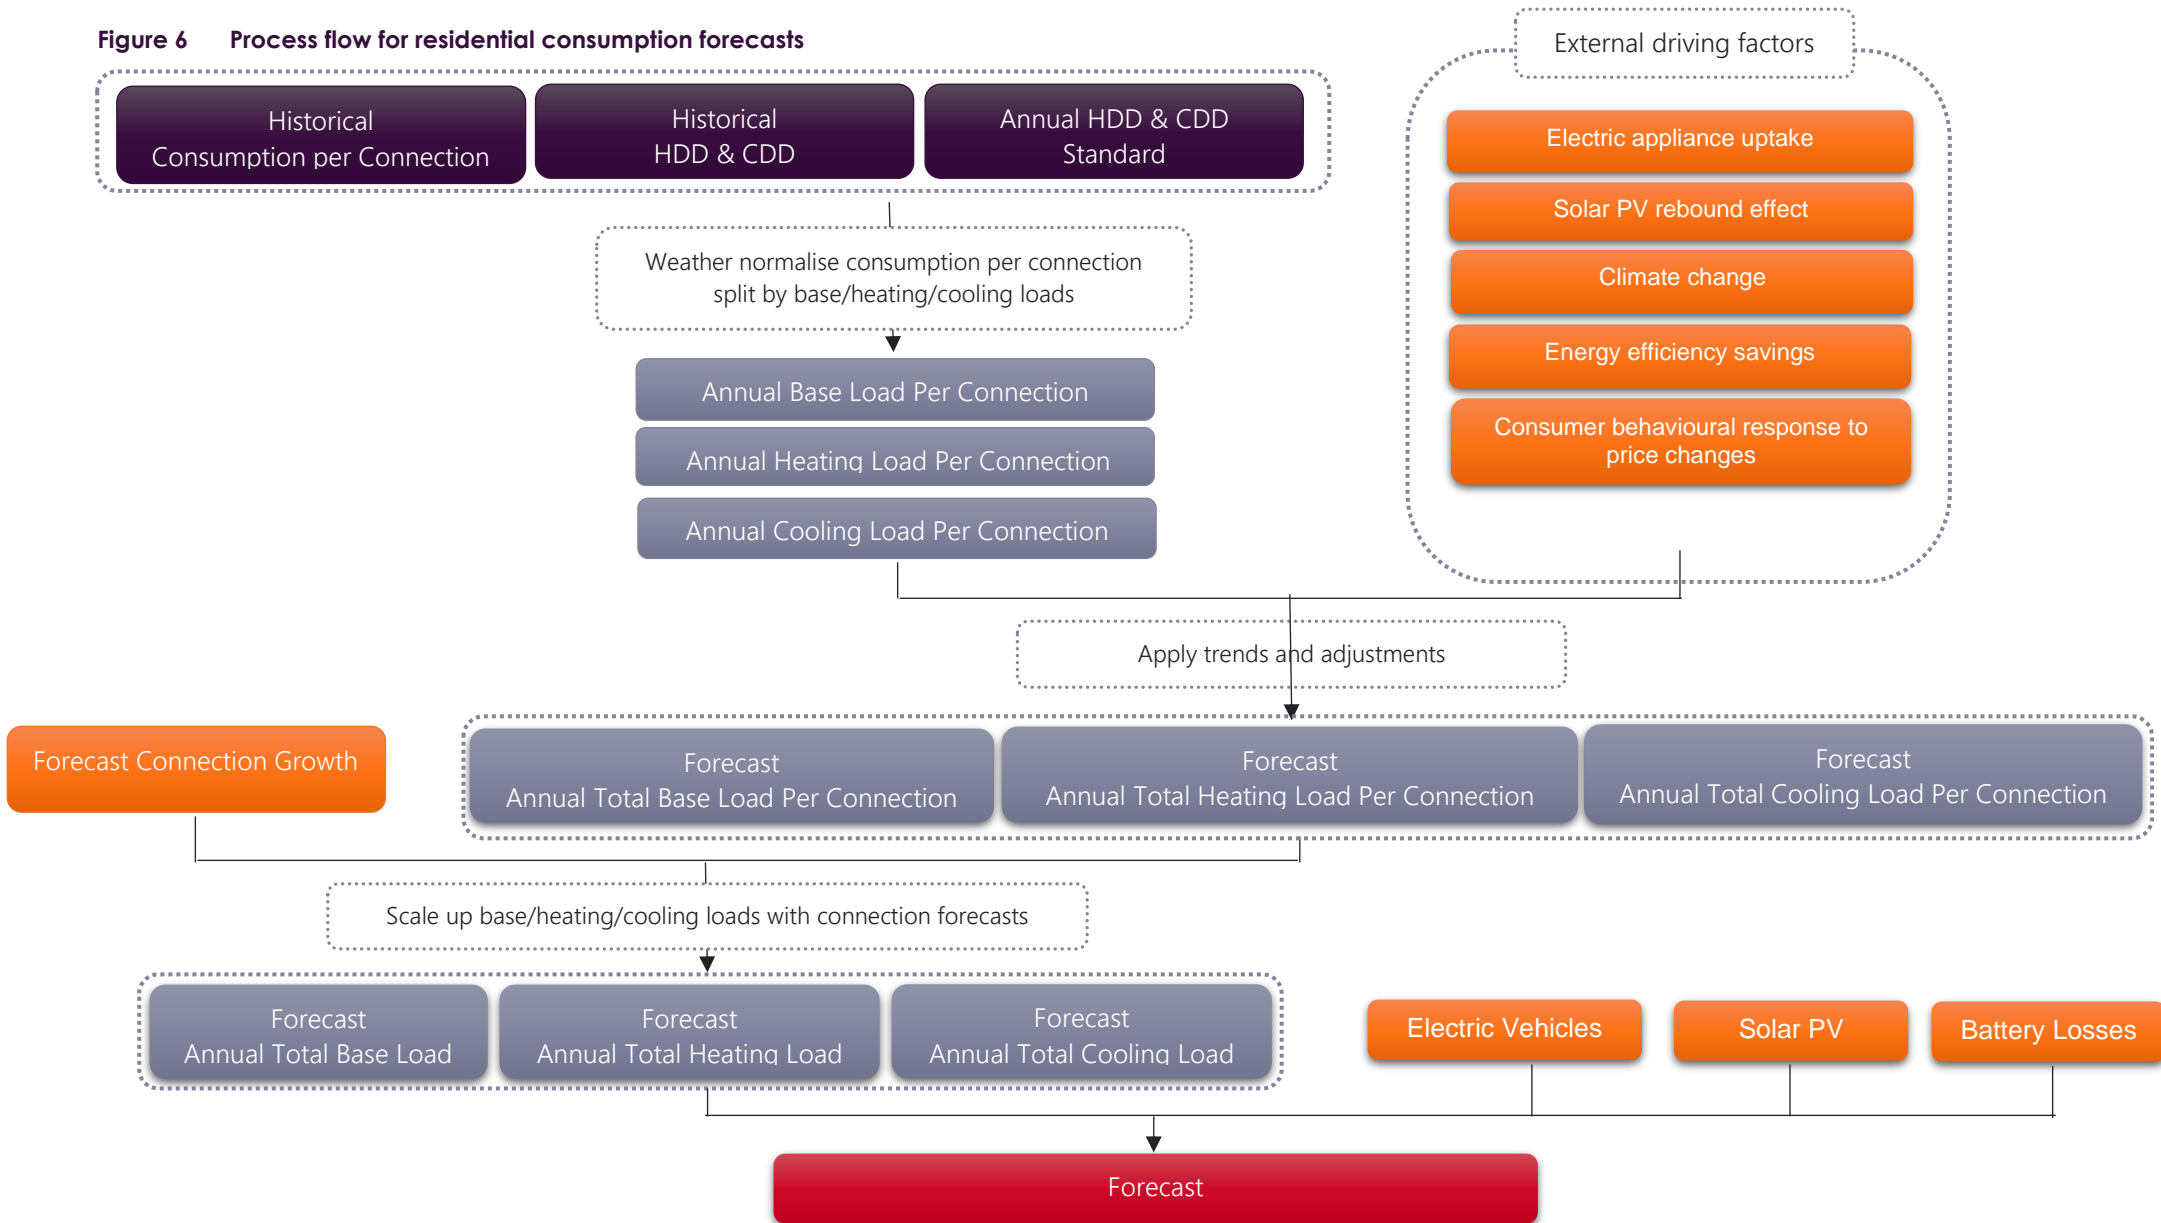 Figure 6 Process flow for residential consumption forecasts
External driving factors
Historical
Consumption per Connection
Historical
HDD & CDD
Annual HDD & CDD
Standard
Electric appliance uptake
Solar PV rebound effect
Climate change
Energy efficiency savings
Consumer behavioural response to
price changes
Weather normalise consumption per connection
split by base/heating/cooling loads
Annual Base Load Per Connection
Annual Heating Load Per Connection
Annual Cooling Load Per Connection
Apply trends and adjustments
Forecast Connection Growth
Forecast
Annual Total Base Load Per Connection
Forecast
Annual Total Heating Load Per Connection
Forecast
Annual Total Cooling Load Per Connection
Scale up base/heating/cooling loads with connection forecasts
Forecast
Annual Total Base Load
Forecast
Annual Total Heating Load
Forecast
Annual Total Cooling Load
Electric Vehicles
Solar PV
Battery Losses
Forecast